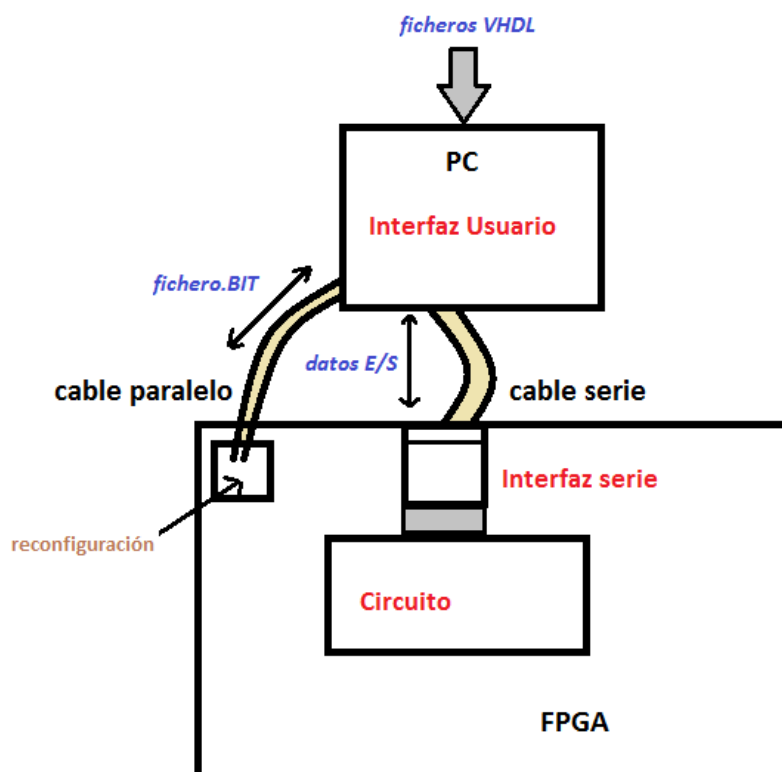 ficheros VHDL
PC
Interfaz Usuario
fichero.BIT
datos E/S
cable paralelo
cable serie
Interfaz serie
reconfiguración
Circuito
FPGA